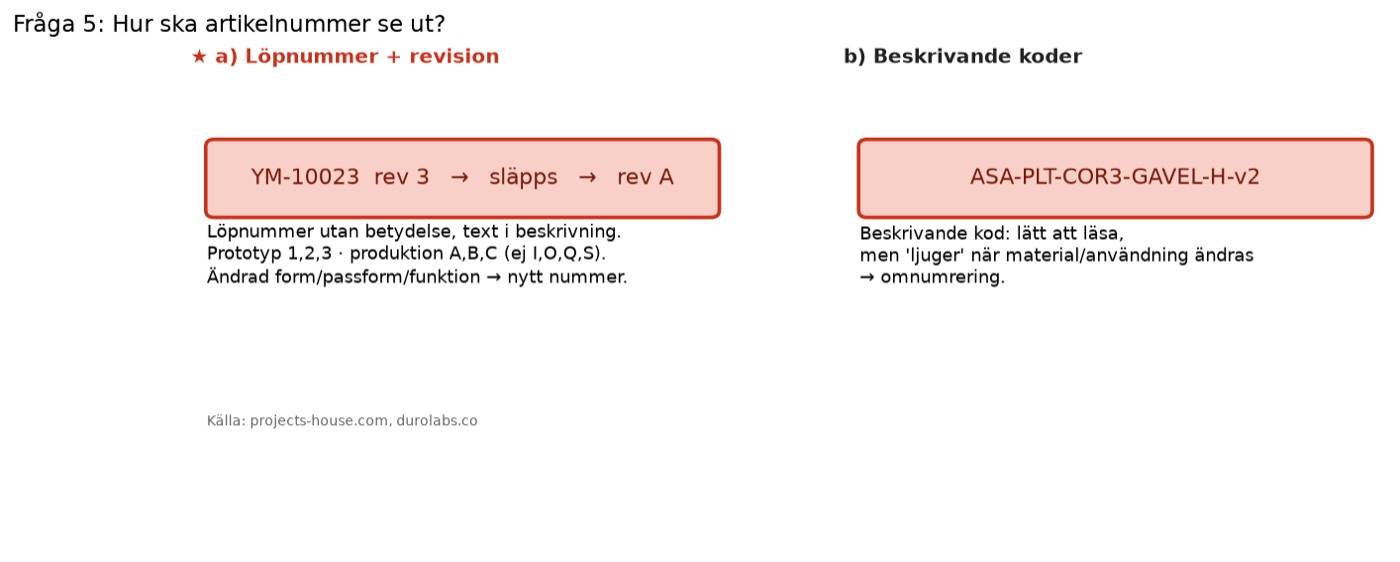 Fråga 5: Hur ska artikelnummer se ut?
★ a) Löpnummer + revision
YM-10023 rev 3 → släpps → rev A
Löpnummer utan betydelse, text i beskrivning.
Prototyp 1,2,3 · produktion A,B,C (ej I,O,Q,S).
Ändrad form/passform/funktion → nytt nummer.
Källa: projects-house.com, durolabs.co
b) Beskrivande koder
ASA-PLT-COR3-GAVEL-H-v2
Beskrivande kod: lätt att läsa,
men 'ljuger' när material/användning ändras
→ omnumrering.